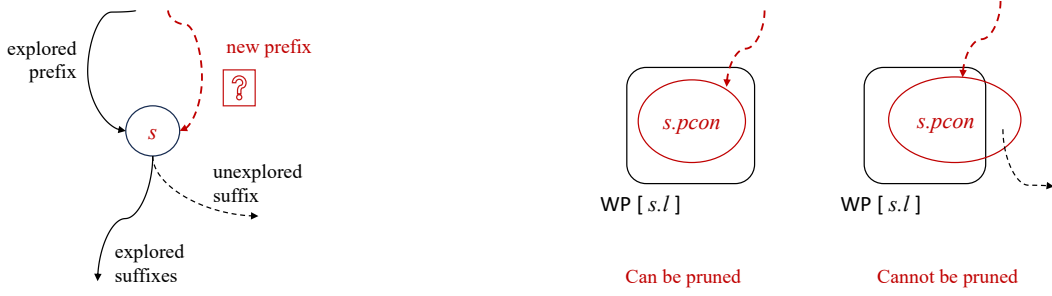 explored
prefix
new prefix
?
s
unexplored
suffix
explored
suffixes
s.pcon
WP [ s.l ]
Can be pruned
s.pcon
WP [ s.l ]
Cannot be pruned